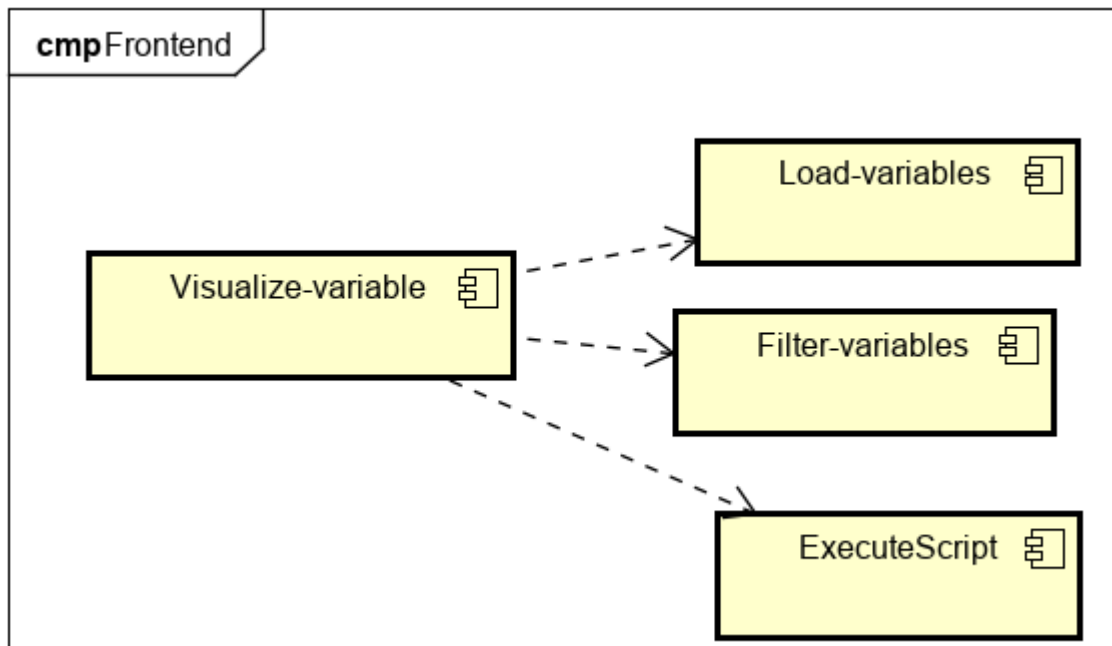 cmpFrontend
Load-variables
Visualize-variable
Filter-variables
ExecuteScript